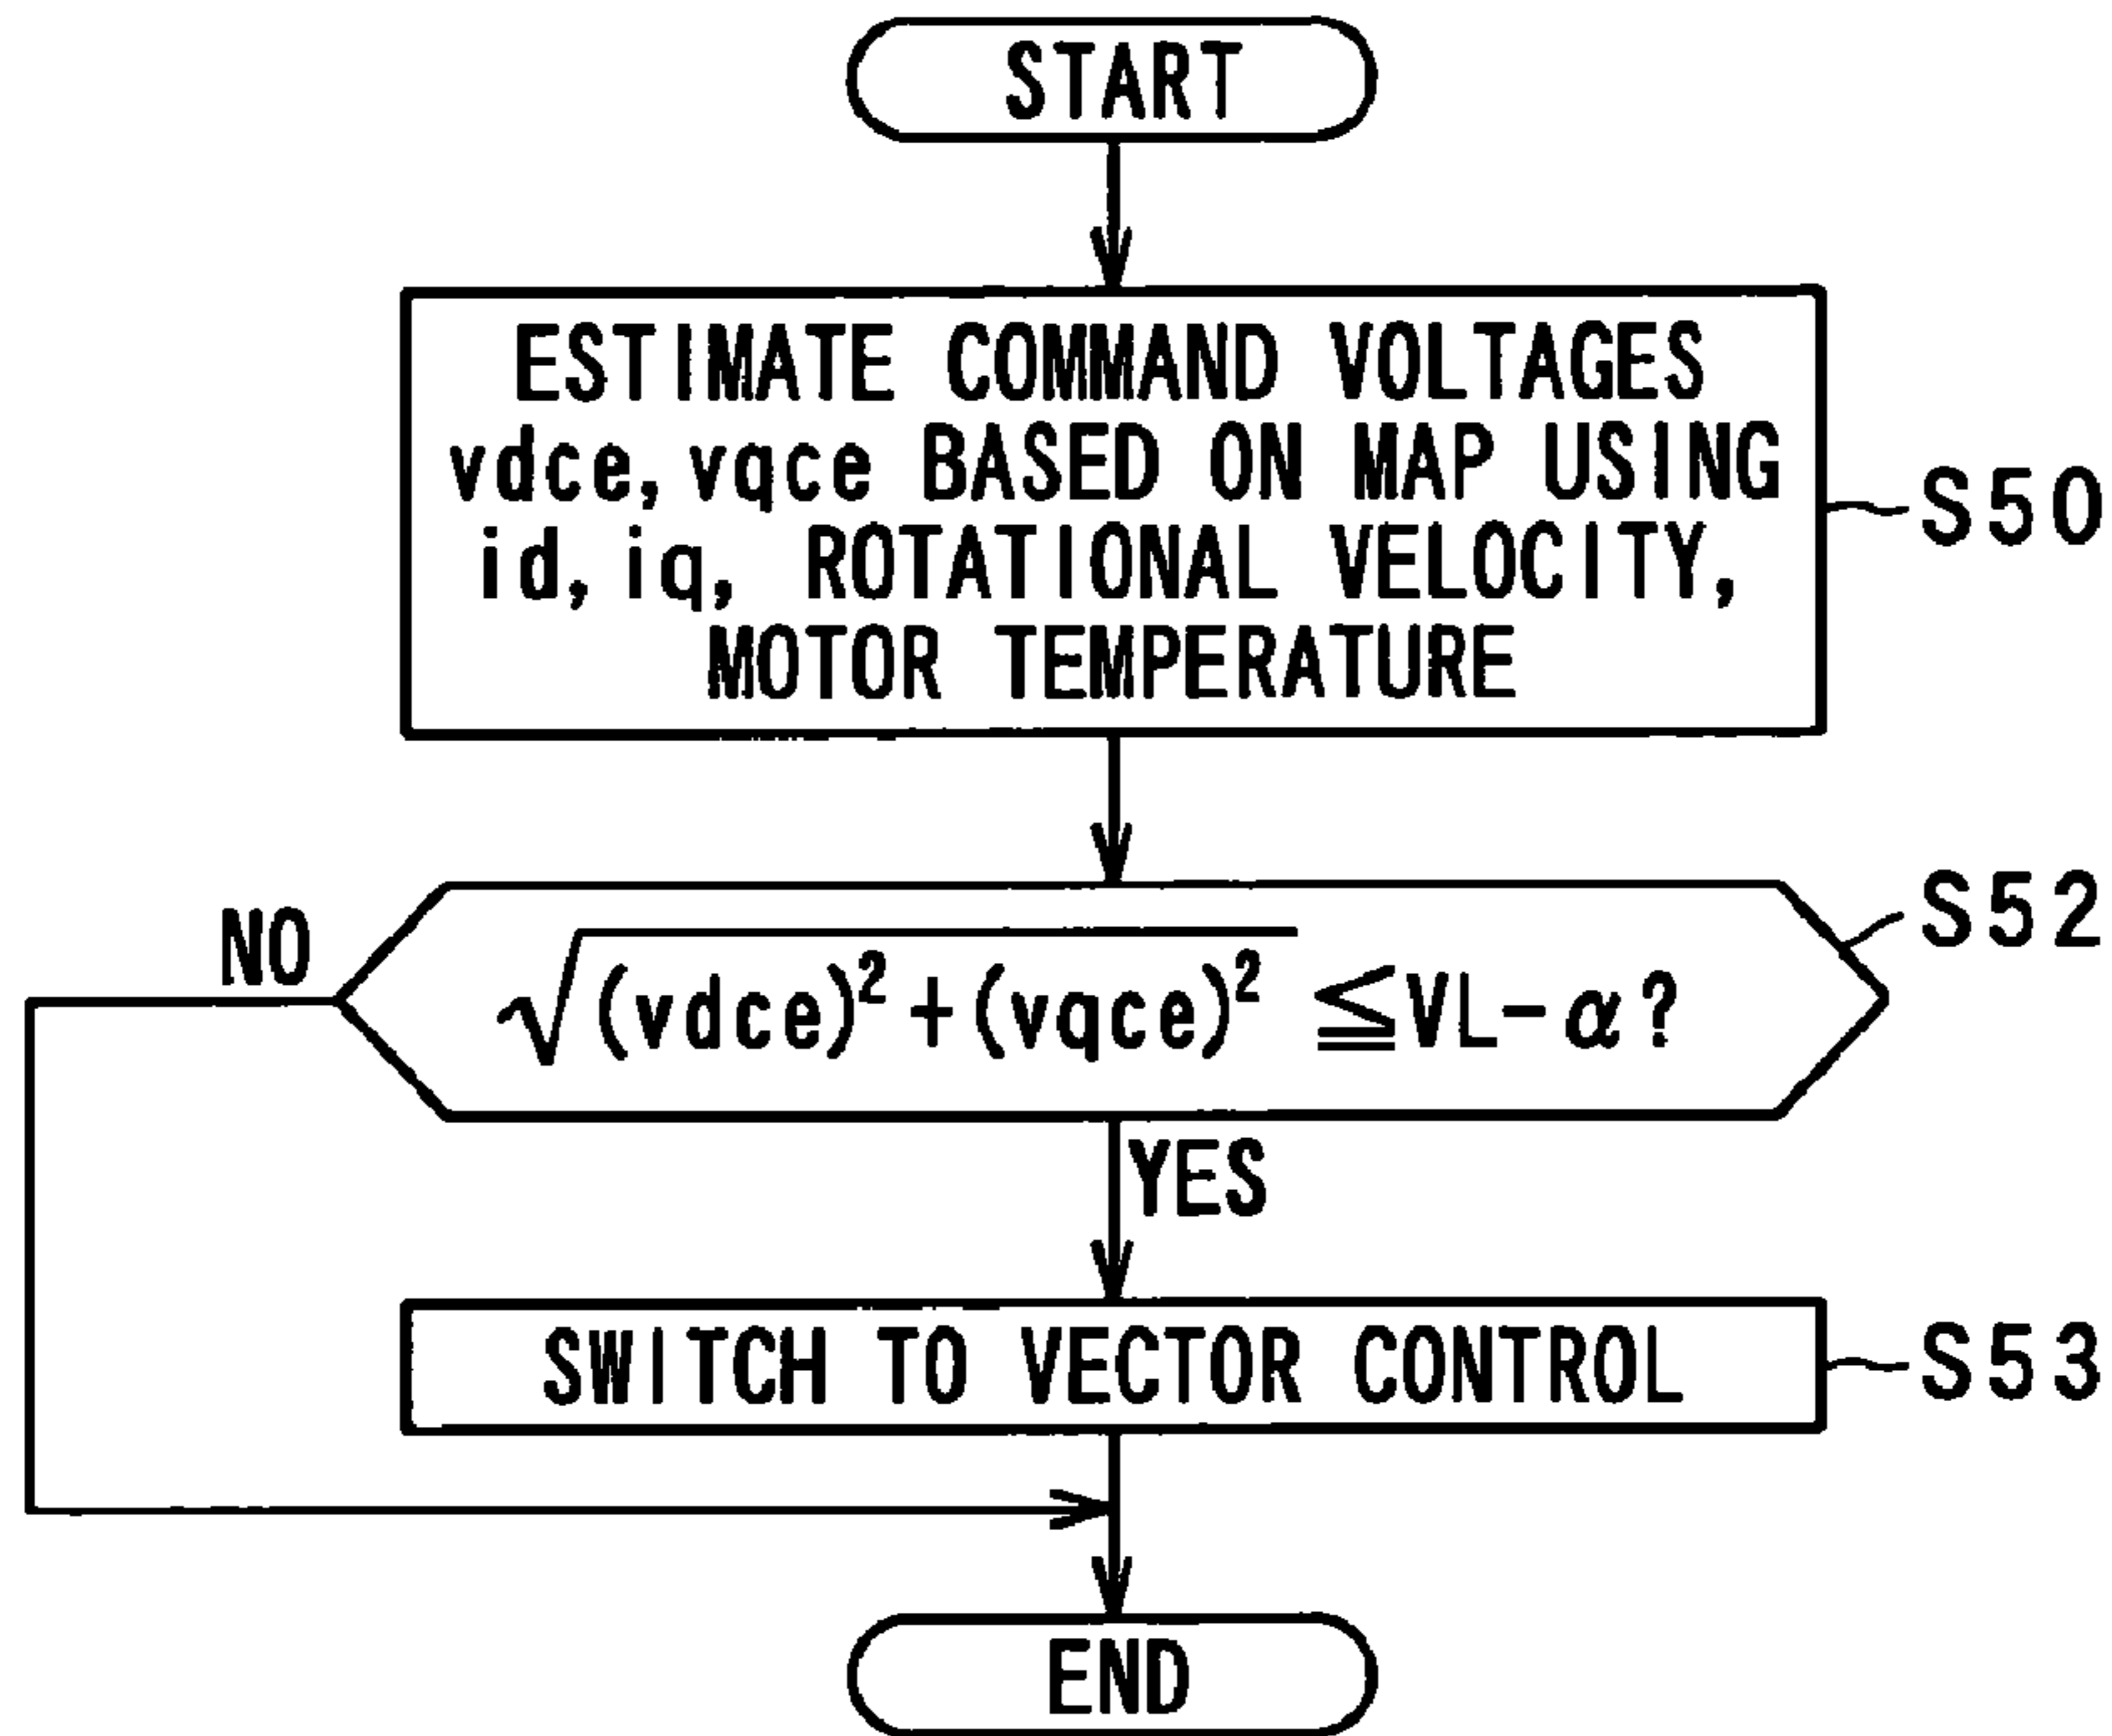 START
ESTIMATE COMMAND VOLTAGES
vdce, vqce BASED ON MAP USING
id, iq, ROTATIONAL VELOCITY,
MOTOR TEMPERATURE
S50
S52
NO
√(vdce)² + (vqce)² ≦ VL-α?
YES
SWITCH TO VECTOR CONTROL
S53
END